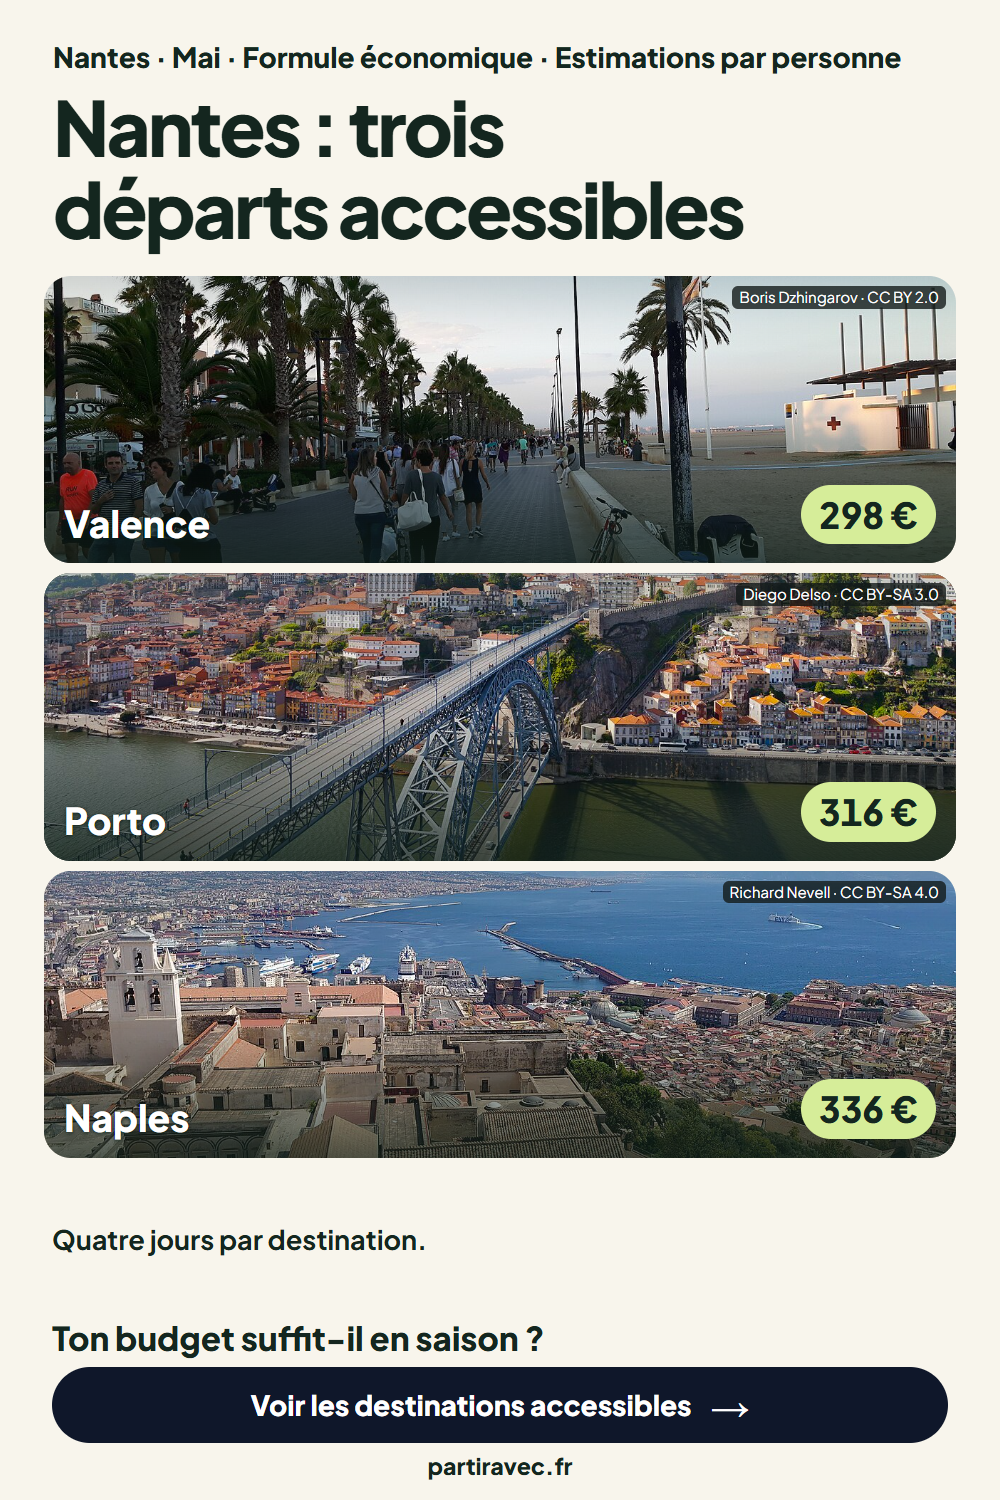 Nantes · Mai · Formule économique · Estimations par personne
Nantes : trois
départs accessibles
Boris Dzhingarov · CC BY 2.0
Valence
298 €
Diego Delso · CC BY-SA 3.0
Porto
316 €
Richard Nevell · CC BY-SA 4.0
Naples
336 €
Quatre jours par destination.
Ton budget suffit-il en saison ?
Voir les destinations accessibles →
partiravec.fr